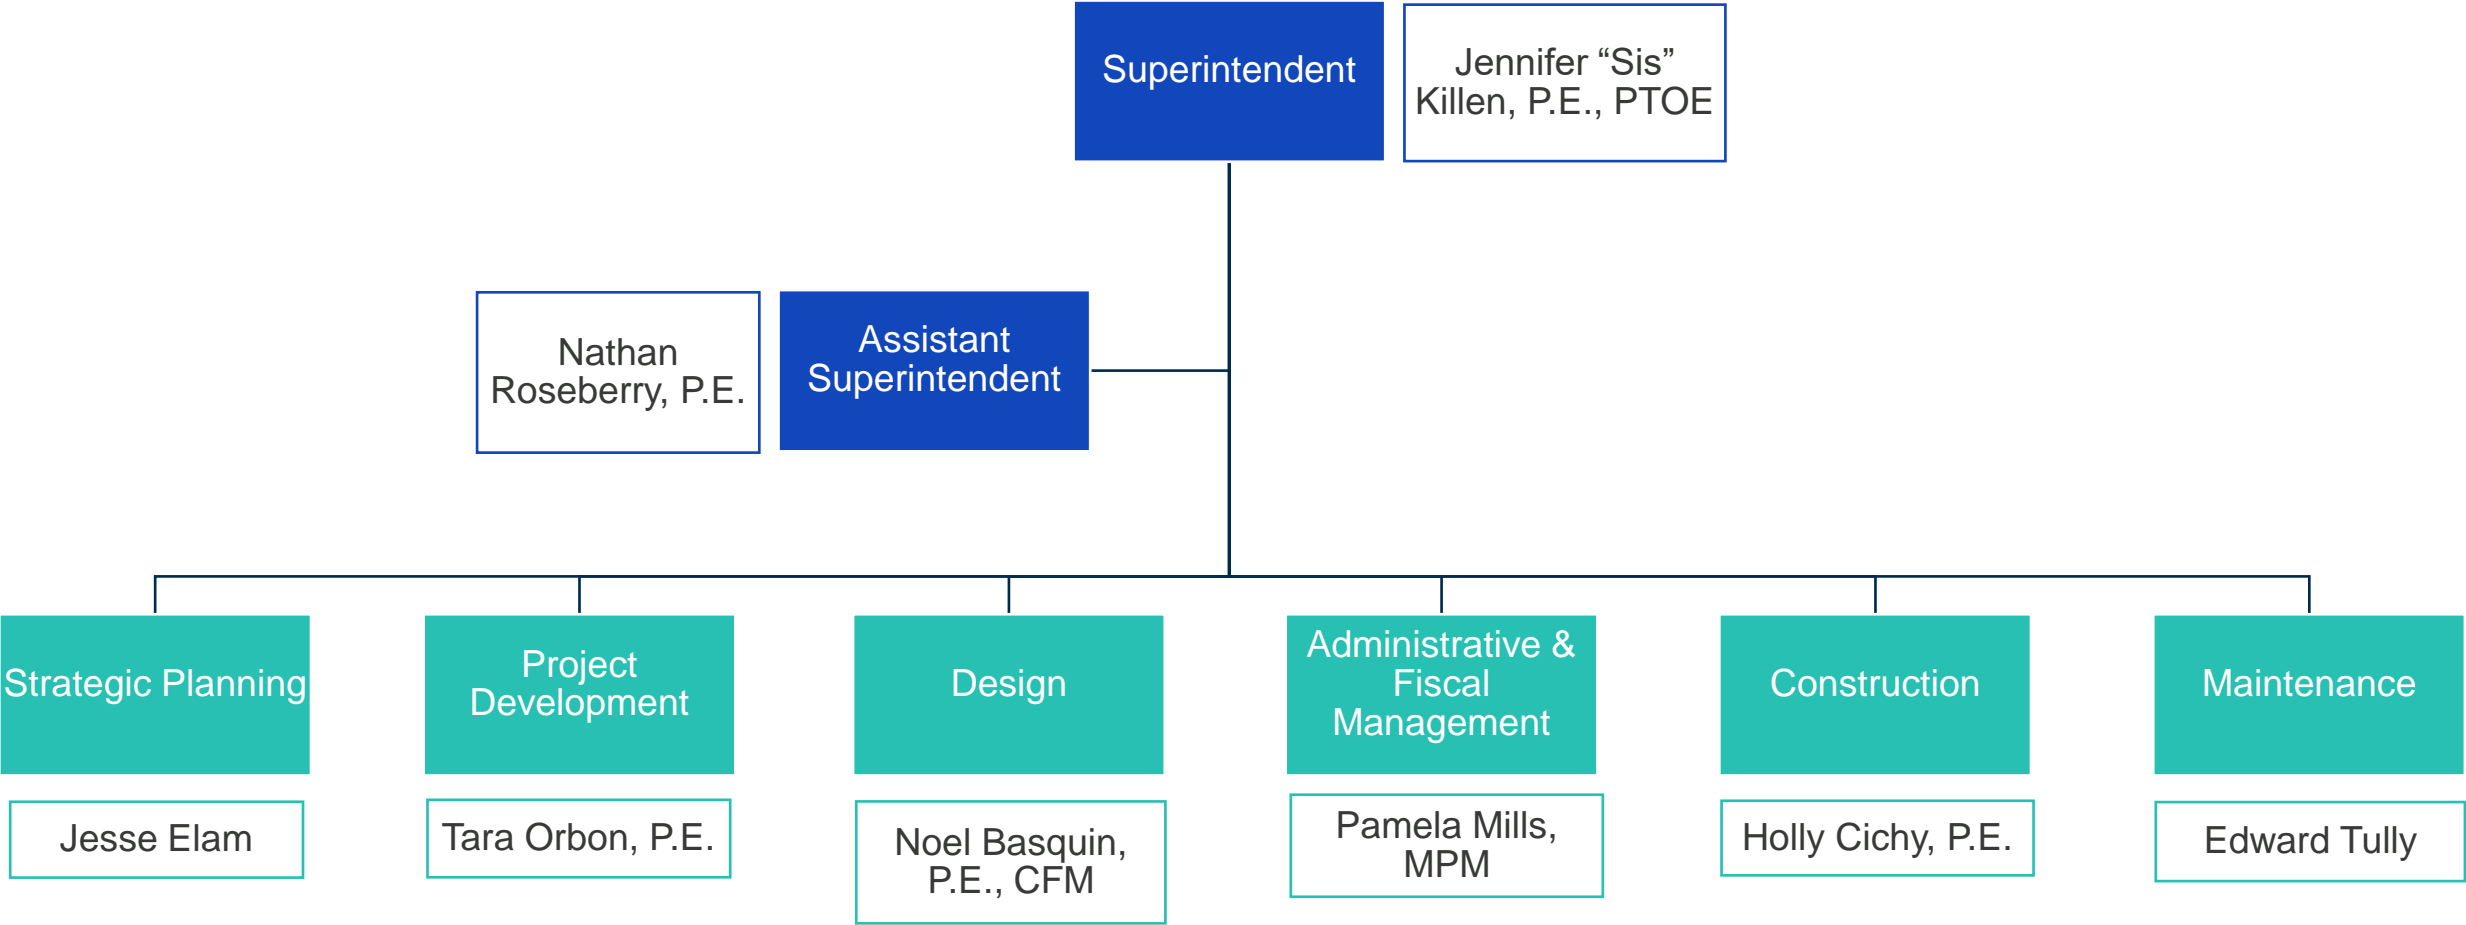 Superintendent
Jennifer “Sis”
Killen, P.E., PTOE
Nathan
Roseberry, P.E.
Assistant
Superintendent
Strategic Planning
Project
Development
Design
Administrative &
Fiscal
Management
Construction
Maintenance
Jesse Elam
Tara Orbon, P.E.
Noel Basquin,
P.E., CFM
Pamela Mills,
MPM
Holly Cichy, P.E.
Edward Tully